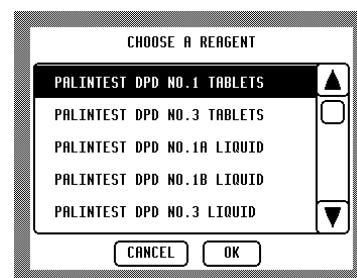 CHOOSE A REAGENT
PALINTEST DPD NO.1 TABLETS
PALINTEST DPD NO.3 TABLETS
PALINTEST DPD NO.1A LIQUID
PALINTEST DPD NO.1B LIQUID
PALINTEST DPD NO.3 LIQUID
CANCEL OK